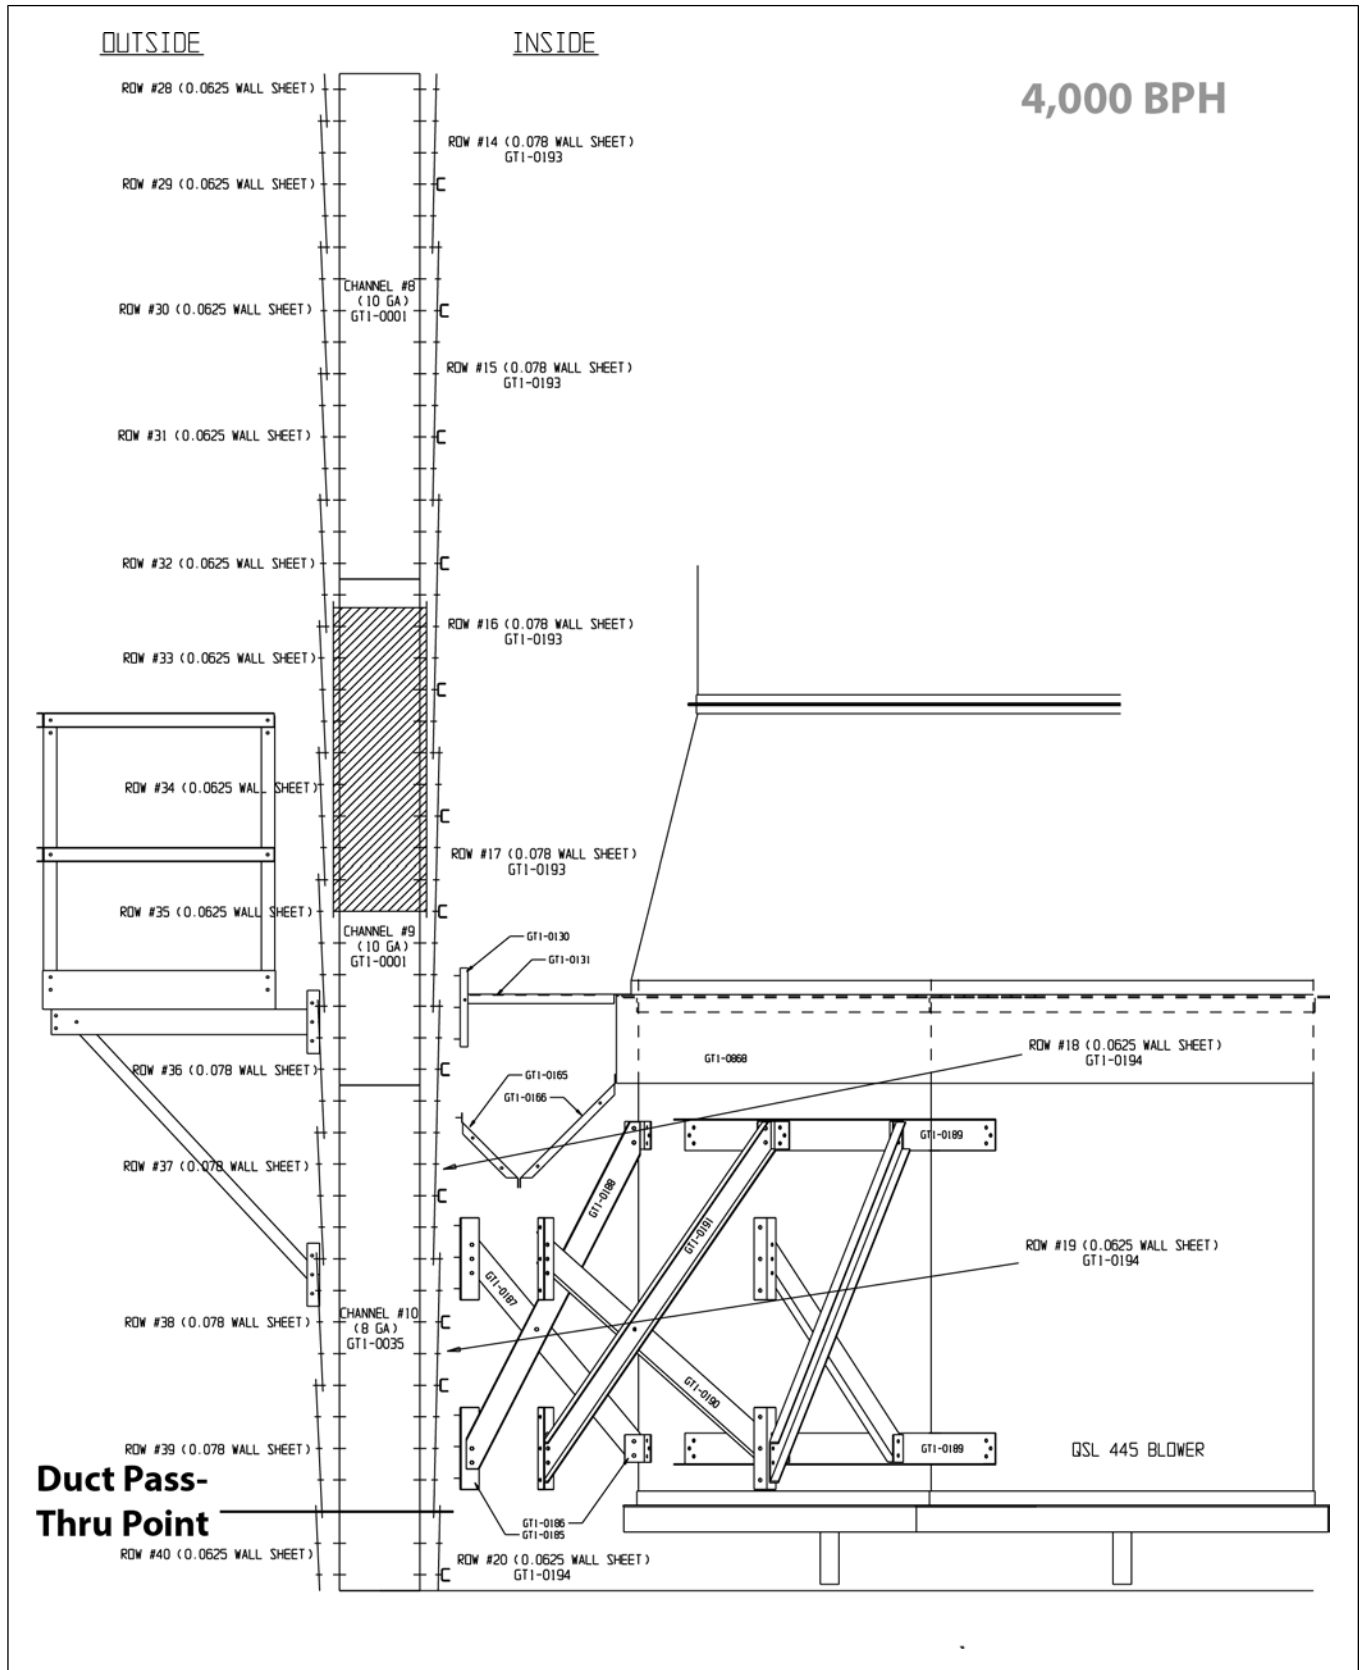 OUTSIDE
INSIDE
4,000 BPH
ROW #28 (0.0625 WALL SHEET)
ROW #14 (0.078 WALL SHEET)
GT1-0193
ROW #29 (0.0625 WALL SHEET)
CHANNEL #8
(10 GA)
GT1-0001
ROW #30 (0.0625 WALL SHEET)
ROW #15 (0.078 WALL SHEET)
GT1-0193
ROW #31 (0.0625 WALL SHEET)
ROW #32 (0.0625 WALL SHEET)
ROW #16 (0.078 WALL SHEET)
GT1-0193
ROW #33 (0.0625 WALL SHEET)
ROW #34 (0.0625 WALL SHEET)
ROW #17 (0.078 WALL SHEET)
GT1-0193
ROW #35 (0.0625 WALL SHEET)
CHANNEL #9
(10 GA)
GT1-0001
GT1-0130
GT1-0131
ROW #18 (0.0625 WALL SHEET)
GT1-0194
GT1-0868
ROW #36 (0.078 WALL SHEET)
GT1-0165
GT1-0166
GT1-0189
ROW #37 (0.078 WALL SHEET)
GT1-0188
GT1-0191
ROW #19 (0.0625 WALL SHEET)
GT1-0194
GT1-0187
CHANNEL #10
(8 GA)
GT1-0035
ROW #38 (0.078 WALL SHEET)
GT1-0190
ROW #39 (0.078 WALL SHEET)
GT1-0189
QSL 445 BLOWER
Duct Pass-
Thru Point
GT1-0186
GT1-0185
ROW #40 (0.0625 WALL SHEET)
ROW #20 (0.0625 WALL SHEET)
GT1-0194